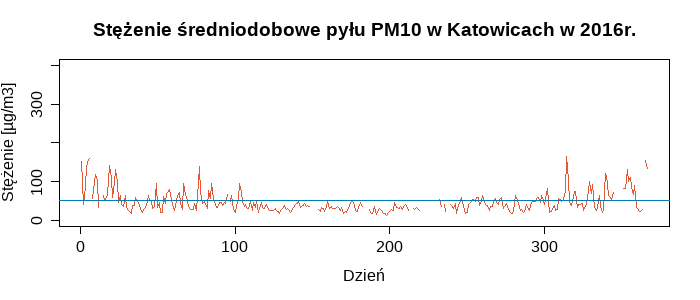 Stężenie średniodobowe pyłu PM10 w Katowicach w 2016r.
Stężenie [µg/m3]
300
100
0
0 100 200 300
Dzień